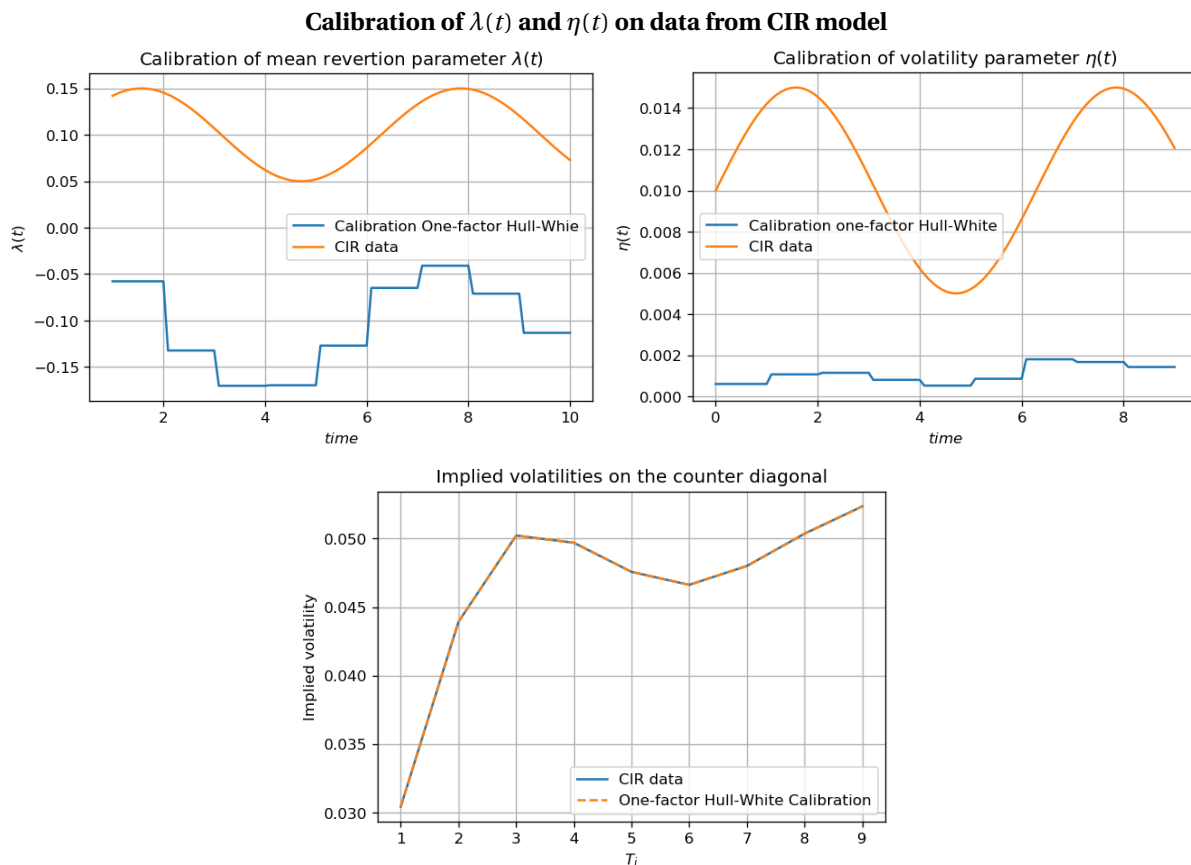 Calibration of λ(t) and η(t) on data from CIR model
Calibration of mean revertion parameter λ(t)
0.15
0.10
0.05
0.00
−0.05
−0.10
−0.15
λ(t)
Calibration One-factor Hull-Whie
CIR data
2 4 6 8 10
time
Calibration of volatility parameter η(t)
0.014
0.012
0.010
0.008
0.006
0.004
0.002
0.000
η(t)
Calibration one-factor Hull-White
CIR data
0 2 4 6 8
time
Implied volatilities on the counter diagonal
0.050
0.045
0.040
0.035
0.030
Implied volatility
CIR data
One-factor Hull-White Calibration
1 2 3 4 5 6 7 8 9
T_i